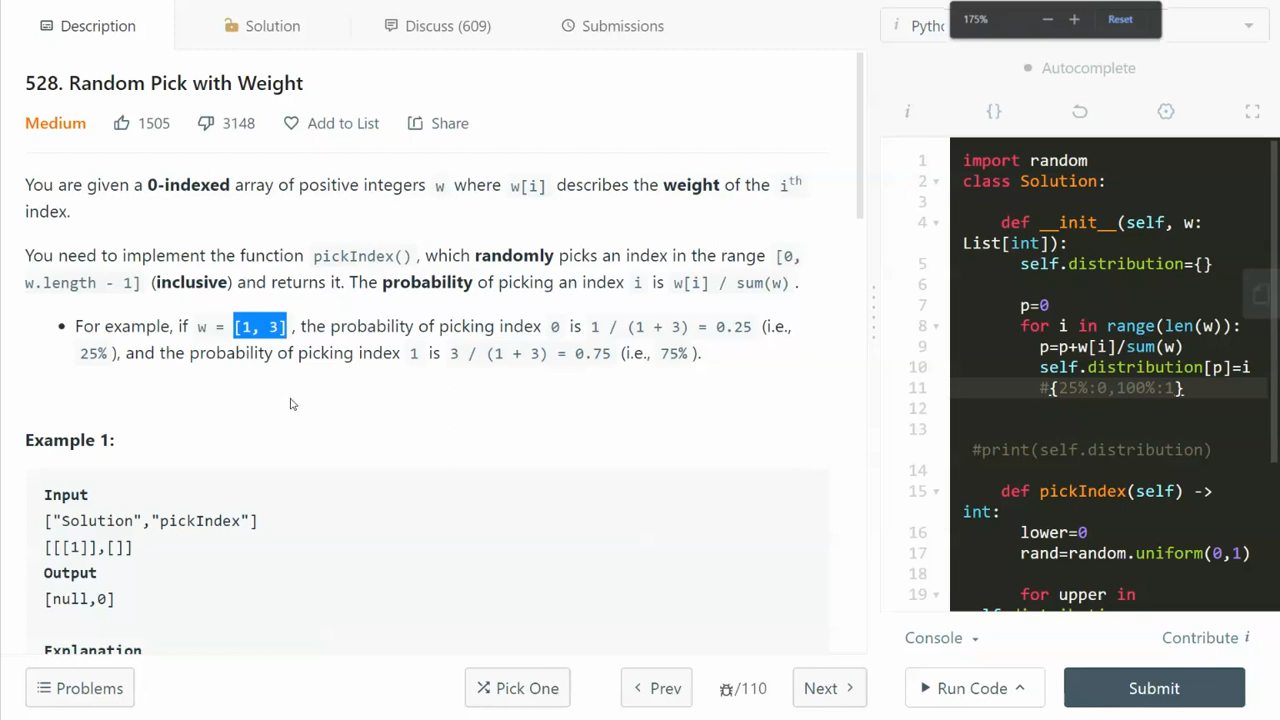 Description
Solution
Discuss (609)
Submissions
i
Pytho
175%
Reset
Autocomplete
528. Random Pick with Weight
Medium
1505
3148
Add to List
Share
You are given a 0-indexed array of positive integers w where w[i] describes the weight of the ith
index.
You need to implement the function pickIndex(), which randomly picks an index in the range [0,
w.length - 1] (inclusive) and returns it. The probability of picking an index i is w[i] / sum(w).
• For example, if w = [1, 3], the probability of picking index 0 is 1 / (1 + 3) = 0.25 (i.e.,
25%), and the probability of picking index 1 is 3 / (1 + 3) = 0.75 (i.e., 75%).
Example 1:
Input
["Solution","pickIndex"]
[[[1]],[]]
Output
[null,0]
Explanation
i
{}
1 import random
2 class Solution:
3
4 def __init__(self, w:
List[int]):
5 self.distribution={}
6
7 p=0
8 for i in range(len(w)):
9 p=p+w[i]/sum(w)
10 self.distribution[p]=i
11 #{25%:0,100%:1}
12
13
#print(self.distribution)
14
15 def pickIndex(self) ->
int:
16 lower=0
17 rand=random.uniform(0,1)
18
19 for upper in
Console
Contribute i
Problems
Pick One
Prev
/110
Next
Run Code
Submit